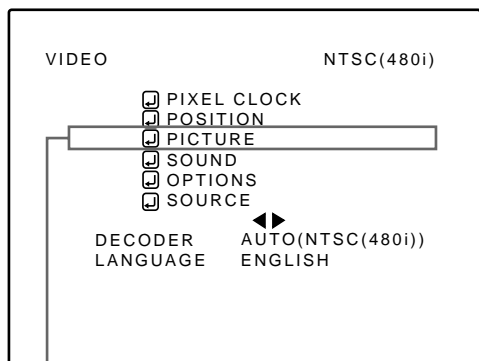 VIDEO NTSC(480i)
PIXEL CLOCK
POSITION
PICTURE
SOUND
OPTIONS
SOURCE
DECODER AUTO(NTSC(480i))
LANGUAGE ENGLISH